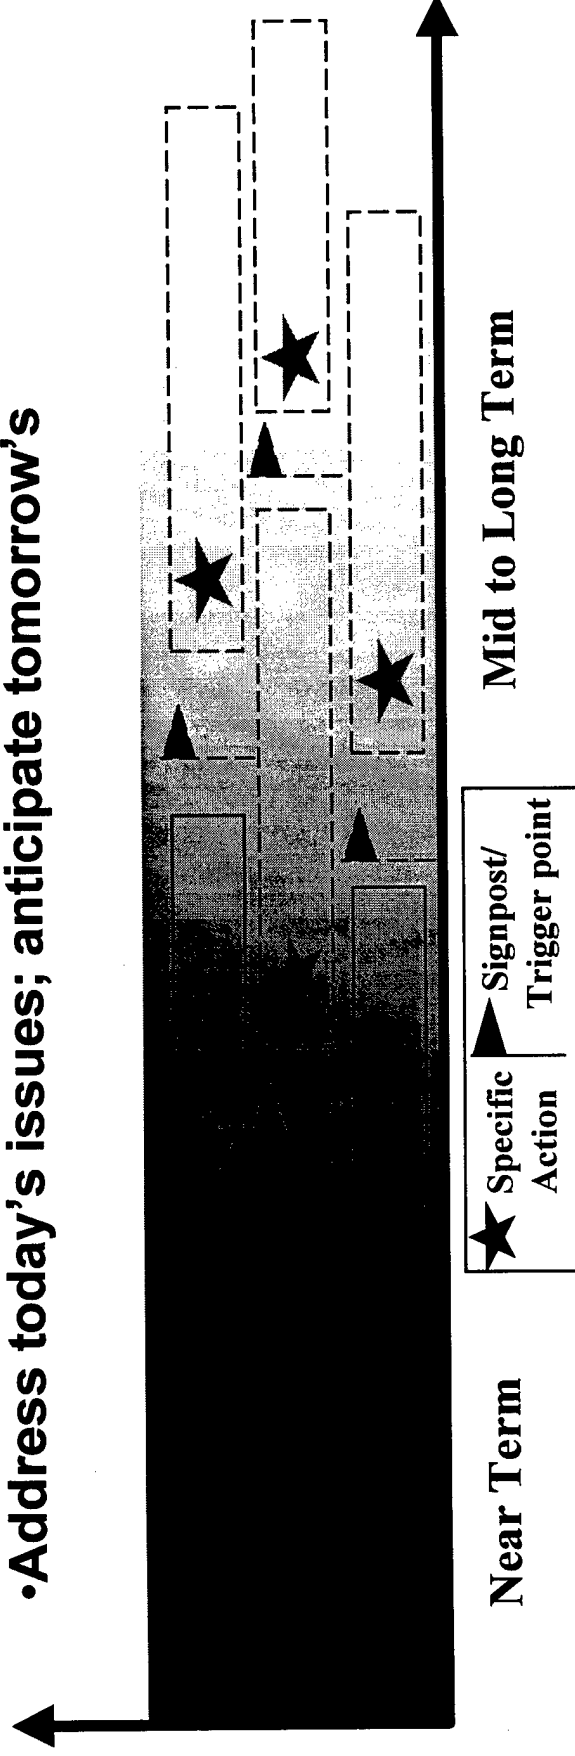 •Address today's issues; anticipate tomorrow's
Near Term
Specific
Action
Signpost/
Trigger point
Mid to Long Term